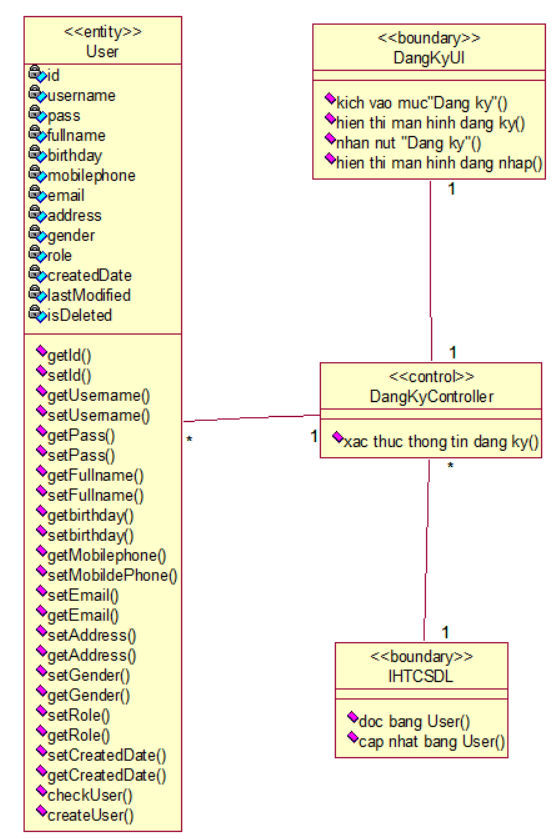 <<entity>>
User
id
username
pass
fullname
birthday
mobilephone
email
address
gender
role
createdDate
lastModified
isDeleted
getId()
setId()
getUsername()
setUsername()
getPass()
setPass()
getFullname()
setFullname()
getbirthday()
setbirthday()
getMobilephone()
setMobildePhone()
setEmail()
getEmail()
setAddress()
getAddress()
setGender()
getGender()
setRole()
getRole()
setCreatedDate()
getCreatedDate()
checkUser()
createUser()
*
1
<<boundary>>
DangKyUI
kich vao muc"Dang ky"()
hien thi man hinh dang ky()
nhan nut "Dang ky"()
hien thi man hinh dang nhap()
1
1
<<control>>
DangKyController
xac thuc thong tin dang ky()
*
1
<<boundary>>
IHTCSDL
doc bang User()
cap nhat bang User()